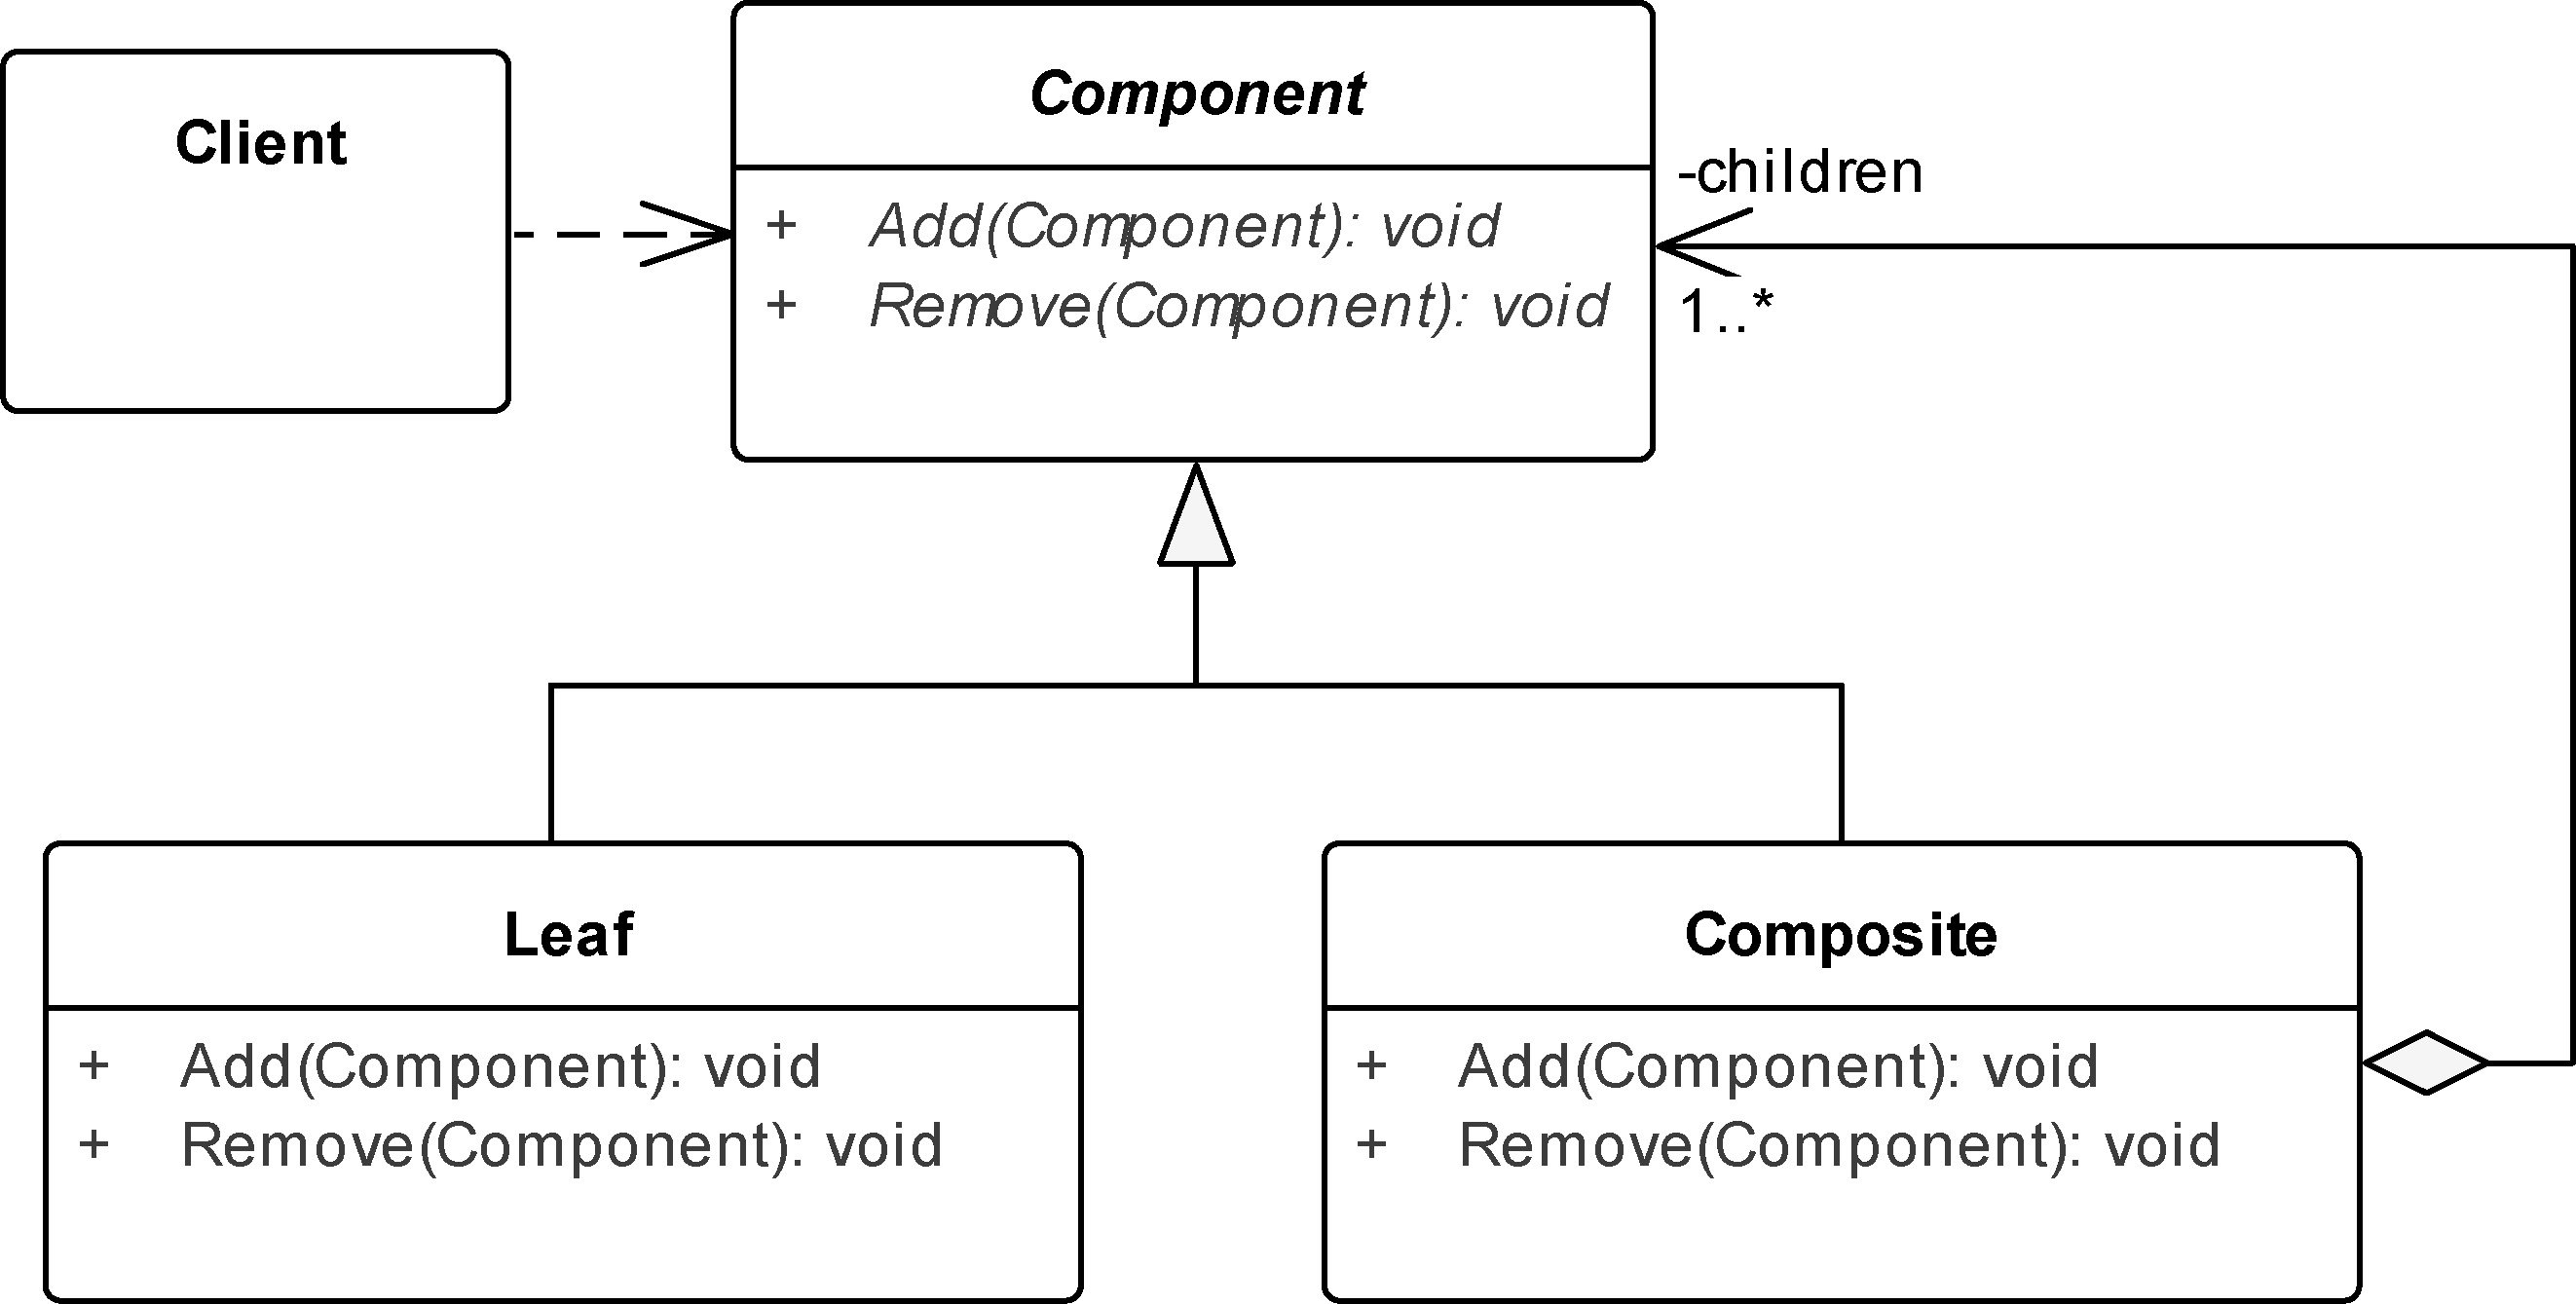 Client
Component
+ Add(Component): void
+ Remove(Component): void
-children
1..*
Leaf
+ Add(Component): void
+ Remove(Component): void
Composite
+ Add(Component): void
+ Remove(Component): void